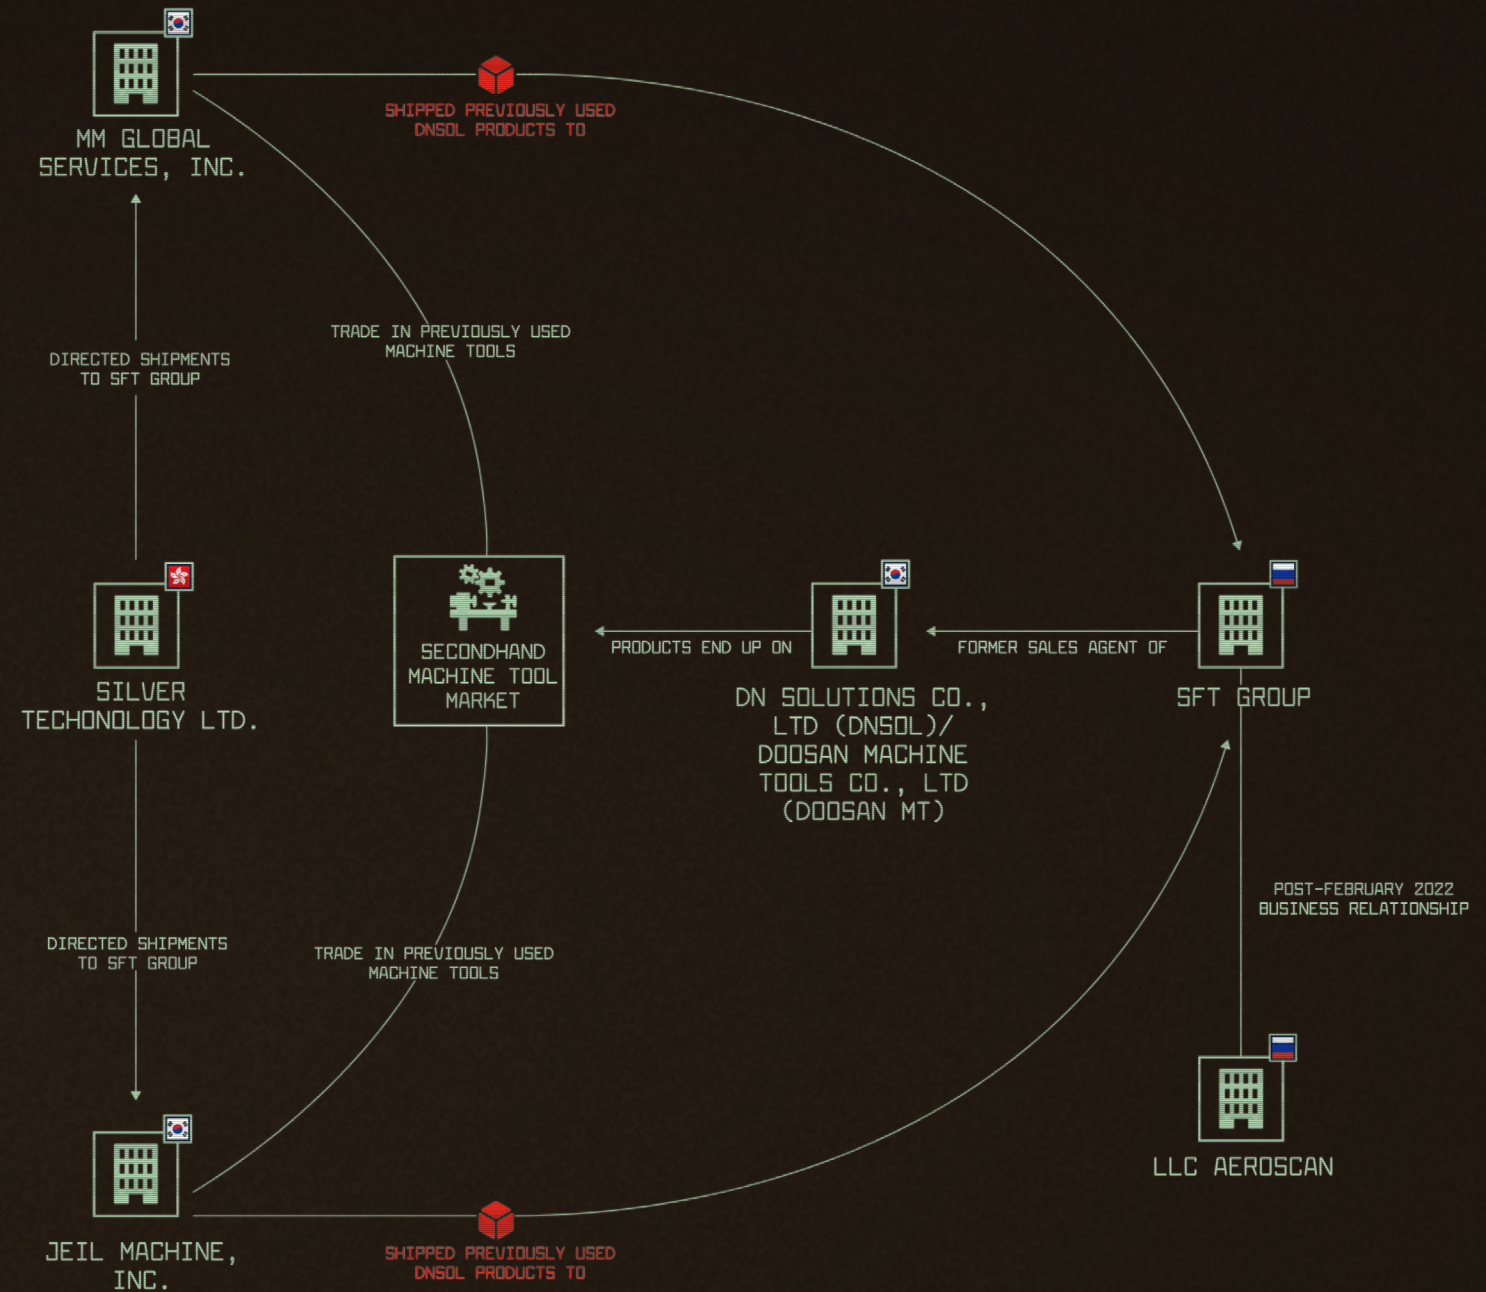 MM GLOBAL
SERVICES, INC.
SHIPPED PREVIOUSLY USED
DNSOL PRODUCTS TO
TRADE IN PREVIOUSLY USED
MACHINE TOOLS
DIRECTED SHIPMENTS
TO SFT GROUP
SILVER
TECHONOLOGY LTD.
SECONDHAND
MACHINE TOOL
MARKET
PRODUCTS END UP ON
DN SOLUTIONS CO.,
LTD (DNSOL)/
DOOSAN MACHINE
TOOLS CO., LTD
(DOOSAN MT)
FORMER SALES AGENT OF
SFT GROUP
POST-FEBRUARY 2022
BUSINESS RELATIONSHIP
DIRECTED SHIPMENTS
TO SFT GROUP
TRADE IN PREVIOUSLY USED
MACHINE TOOLS
LLC AEROSCAN
JEIL MACHINE,
INC.
SHIPPED PREVIOUSLY USED
DNSOL PRODUCTS TO